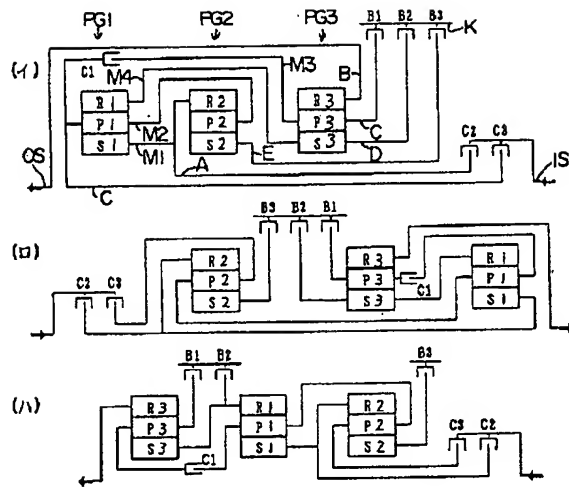 PG1 PG2 PG3 B1 B2 B3 K
(イ) C1 M4 M3 B
R1 R2 R3
P1 M2 P2 P3 C
S1 M1 S2 E S3 D C2 C3
OS A IS
C
B3 B2 B1
(ロ) R2 R3 R1
C2 C3 P2 P3 P1
S2 S3 C1 S1
B1 B2 B3
(ハ) R3 R1 R2
P3 P1 P2 C3 C2
S3 C1 S1 S2